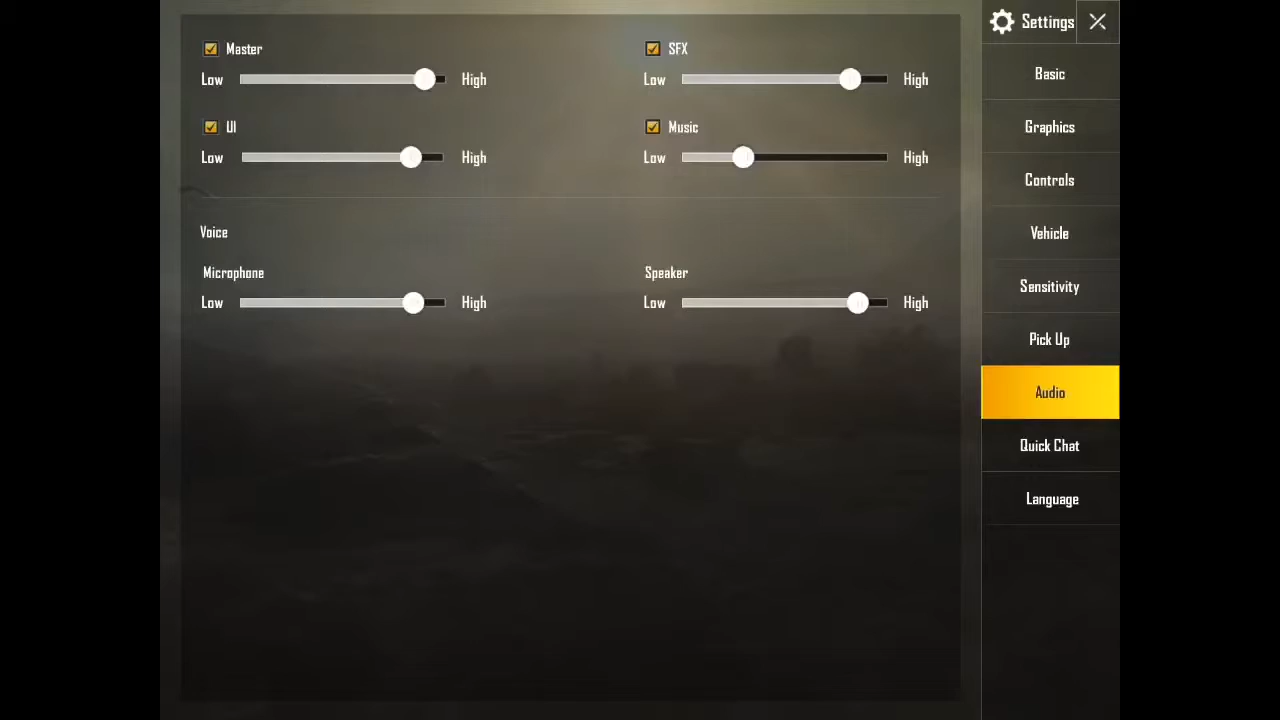 Settings
Master
Low High
SFX
Low High
UI
Low High
Music
Low High
Voice
Microphone
Low High
Speaker
Low High
Basic
Graphics
Controls
Vehicle
Sensitivity
Pick Up
Audio
Quick Chat
Language